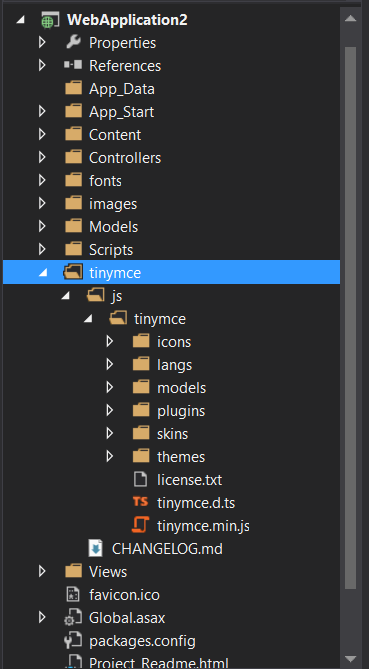 WebApplication2
Properties
References
App_Data
App_Start
Content
Controllers
fonts
images
Models
Scripts
tinymce
js
tinymce
icons
langs
models
plugins
skins
themes
license.txt
TS tinymce.d.ts
tinymce.min.js
CHANGELOG.md
Views
favicon.ico
Global.asax
packages.config
Project_Readme.html